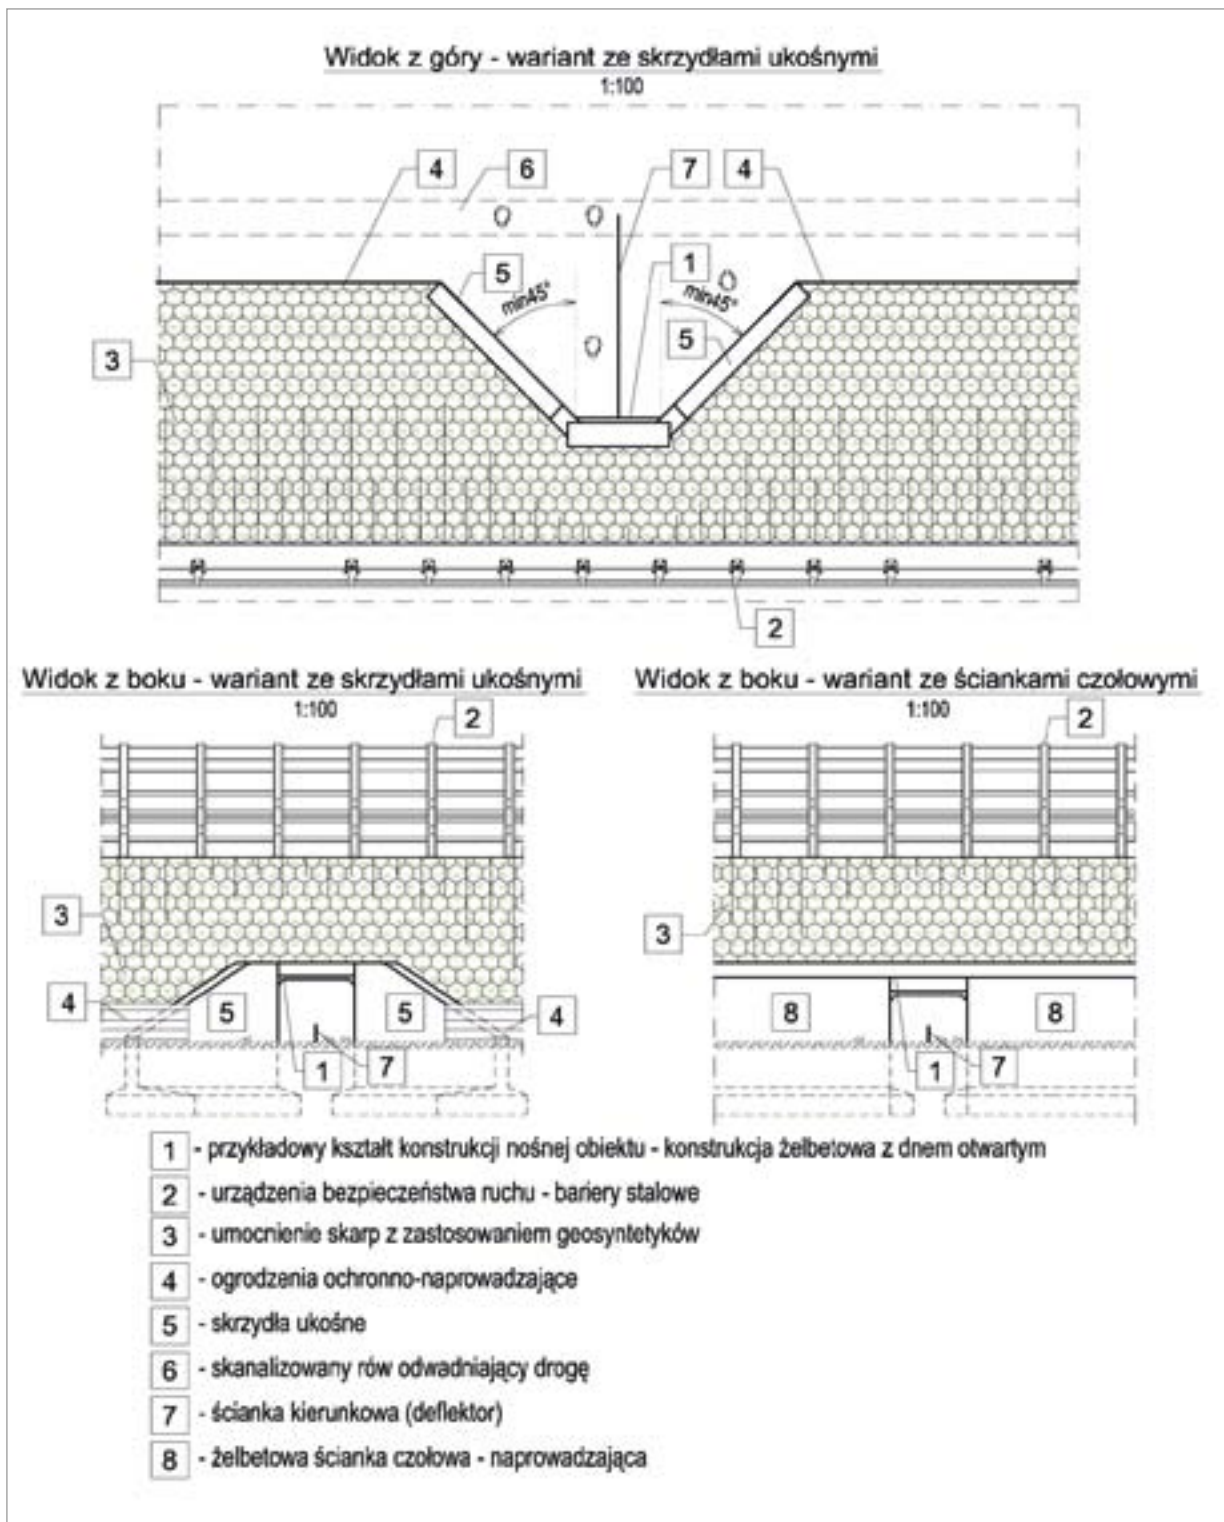 Widok z góry - wariant ze skrzydłami ukośnymi
1:100
4
6
7
4
5
min45°
1
min45°
5
3
2
Widok z boku - wariant ze skrzydłami ukośnymi
1:100
2
3
4
5
5
4
1
7
Widok z boku - wariant ze ściankami czołowymi
1:100
2
3
8
8
1
7
1 - przykładowy kształt konstrukcji nośnej obiektu - konstrukcja żelbetowa z dnem otwartym
2 - urządzenia bezpieczeństwa ruchu - bariery stalowe
3 - umocnienie skarp z zastosowaniem geosyntetyków
4 - ogrodzenia ochronno-naprowadzające
5 - skrzydła ukośne
6 - skanalizowany rów odwadniający drogę
7 - ścianka kierunkowa (deflektor)
8 - żelbetowa ścianka czołowa - naprowadzająca